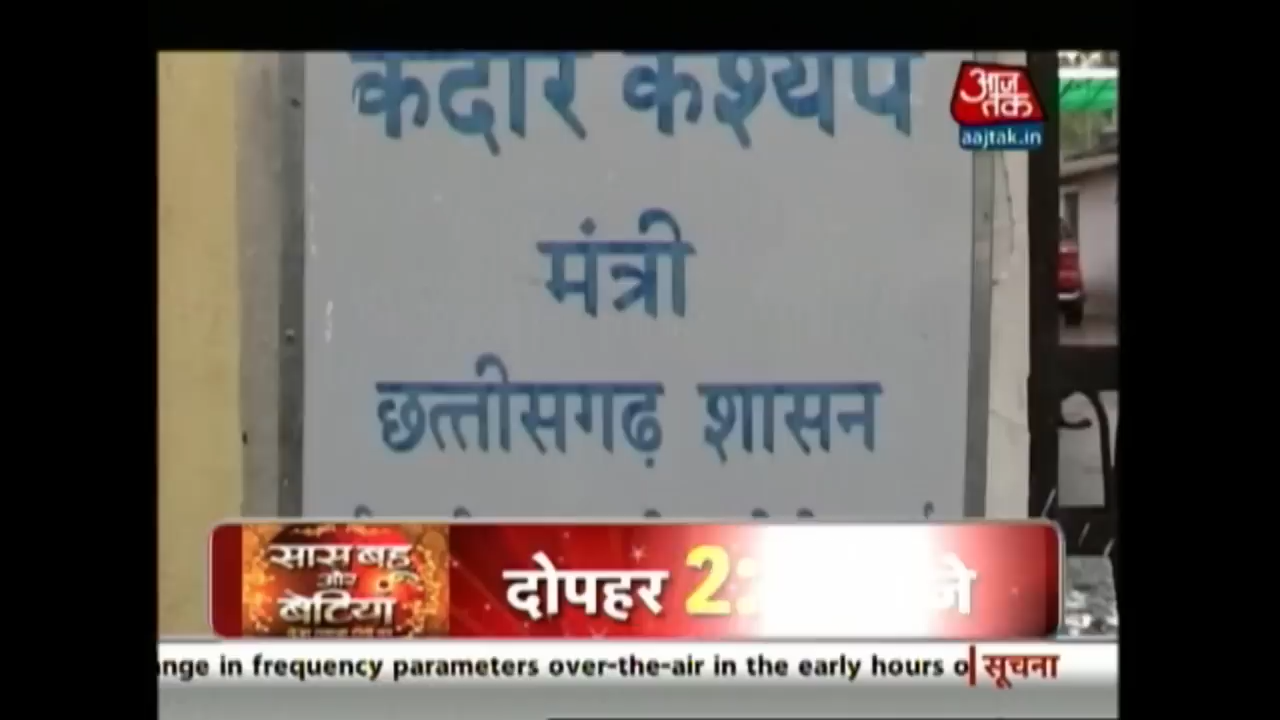 केदार कश्यप
आज
तक
aajtak.in
मंत्री
छत्तीसगढ़ शासन
सास बहू
और
बेटियां
दोपहर 2:
nge in frequency parameters over-the-air in the early hours o
सूचना